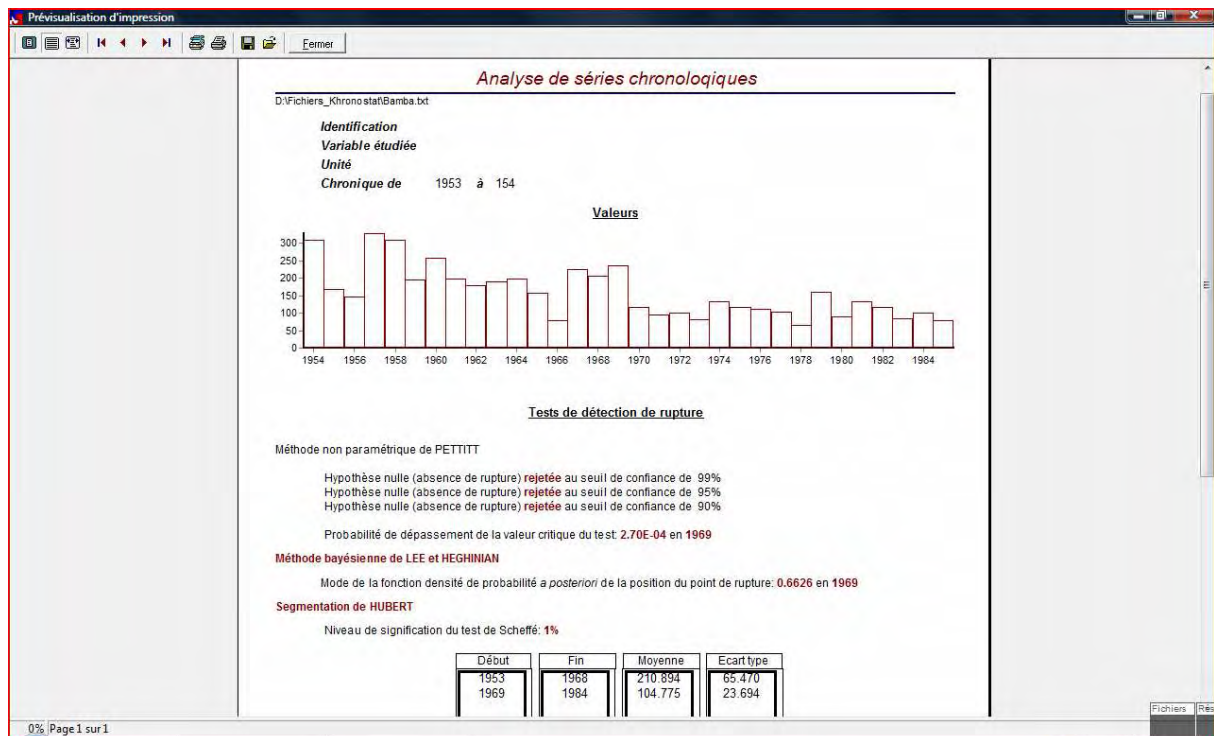 Prévisualisation d'impression
Fermer
Analyse de séries chronologiques
D:\Fichiers_Khronostat\Bamba.txt
Identification
Variable étudiée
Unité
Chronique de 1953 à 154
Valeurs
300
250
200
150
100
50
0
1954 1956 1958 1960 1962 1964 1966 1968 1970 1972 1974 1976 1978 1980 1982 1984
Tests de détection de rupture
Méthode non paramétrique de PETTITT
Hypothèse nulle (absence de rupture) rejetée au seuil de confiance de 99%
Hypothèse nulle (absence de rupture) rejetée au seuil de confiance de 95%
Hypothèse nulle (absence de rupture) rejetée au seuil de confiance de 90%
Probabilité de dépassement de la valeur critique du test: 2.70E-04 en 1969
Méthode bayésienne de LEE et HEGHINIAN
Mode de la fonction densité de probabilité a posteriori de la position du point de rupture: 0.6626 en 1969
Segmentation de HUBERT
Niveau de signification du test de Scheffé: 1%
Début Fin Moyenne Ecart type
1953 1968 210.894 65.470
1969 1984 104.775 23.694
Fichiers Rés
0% Page 1 sur 1